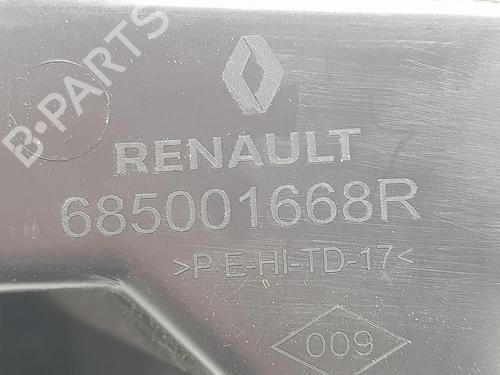 B-PARTS
RENAULT
685001668R
>P/E-HI-TD-17<
009